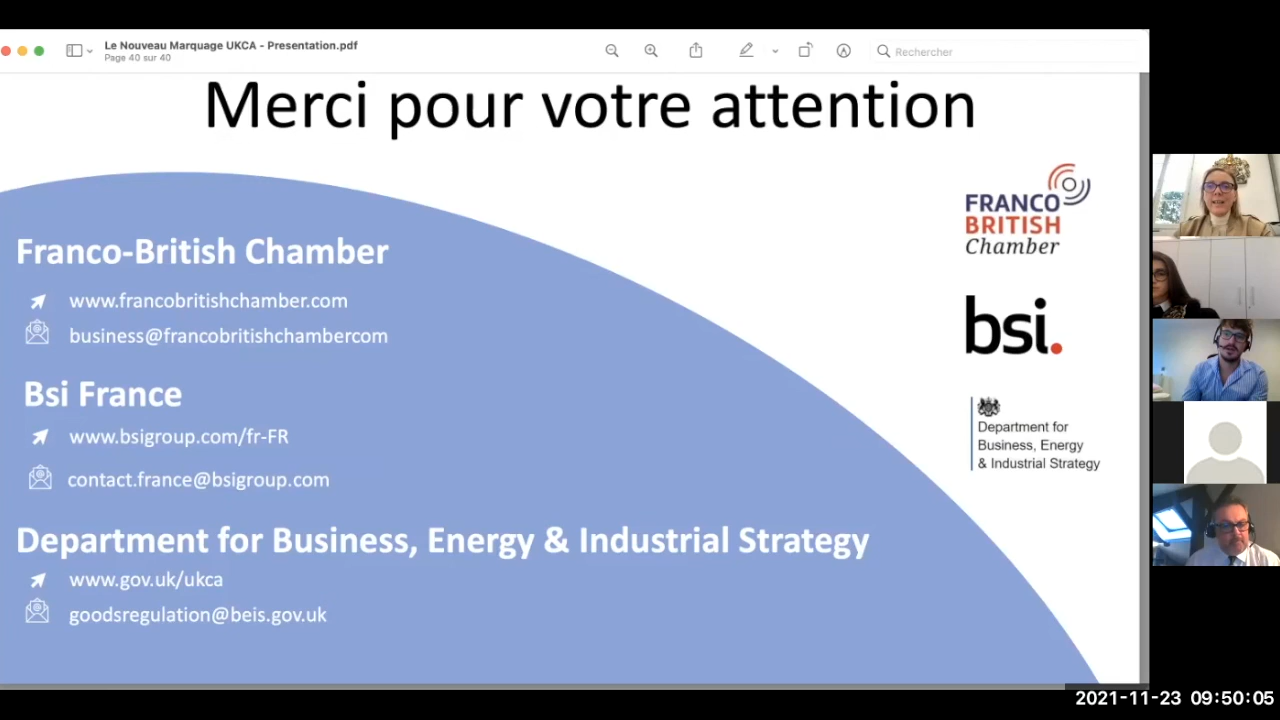 Le Nouveau Marquage UKCA - Presentation.pdf
Page 40 sur 40
Rechercher
Merci pour votre attention
FRANCO
BRITISH
Chamber
Franco-British Chamber
www.francobritishchamber.com
business@francobritishchambercom
bsi.
Bsi France
www.bsigroup.com/fr-FR
contact.france@bsigroup.com
Department for
Business, Energy
& Industrial Strategy
Department for Business, Energy & Industrial Strategy
www.gov.uk/ukca
goodsregulation@beis.gov.uk
2021-11-23 09:50:05